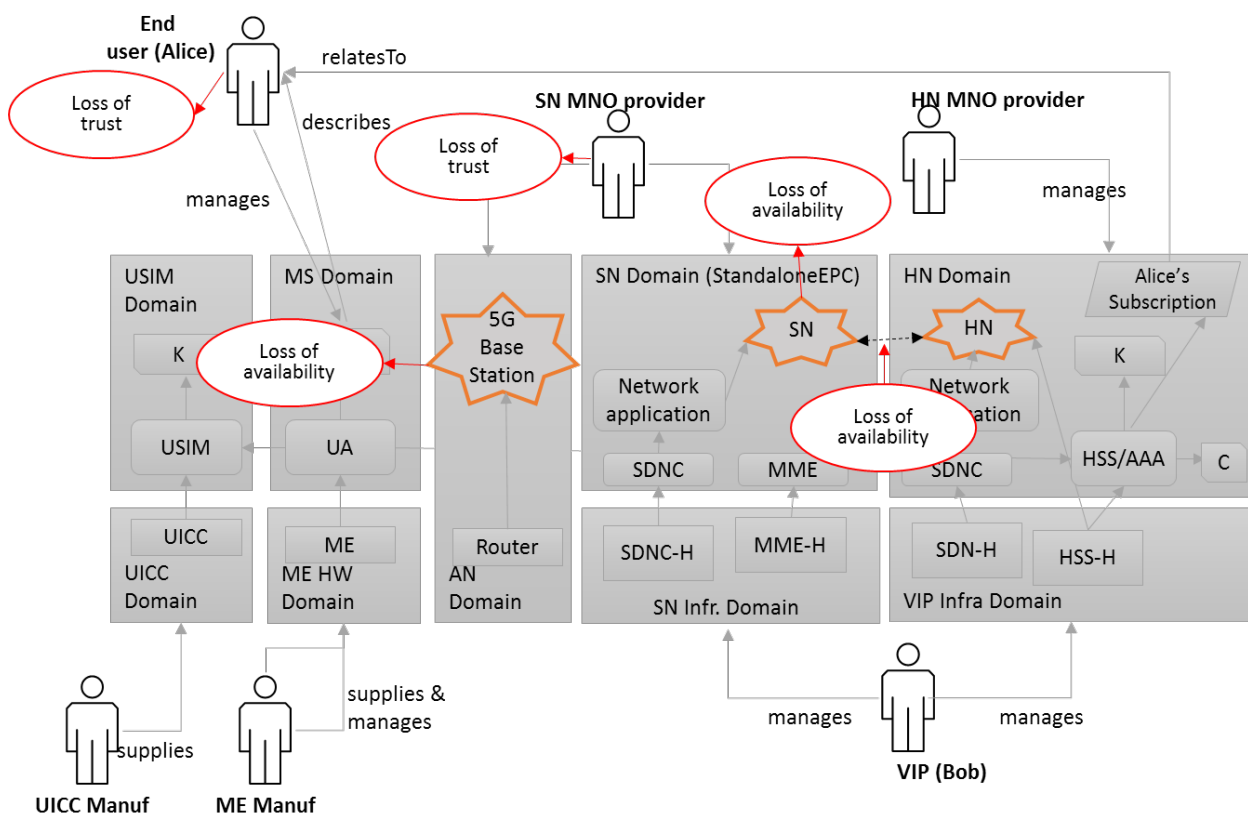 End
user (Alice)
relatesTo
Loss of
trust
SN MNO provider
HN MNO provider
describes
Loss of
trust
Loss of
availability
manages
manages
USIM
Domain
MS Domain
SN Domain (StandaloneEPC)
HN Domain
Alice's
Subscription
5G
Base
Station
SN
HN
K
Loss of
availability
K
Network
application
Network
Loss of
availability
USIM
UA
SDNC
MME
SDNC
HSS/AAA
C
UICC
ME
Router
SDNC-H
MME-H
SDN-H
HSS-H
UICC
Domain
ME HW
Domain
AN
Domain
SN Infr. Domain
VIP Infra Domain
supplies &
manages
manages
manages
supplies
VIP (Bob)
UICC Manuf
ME Manuf